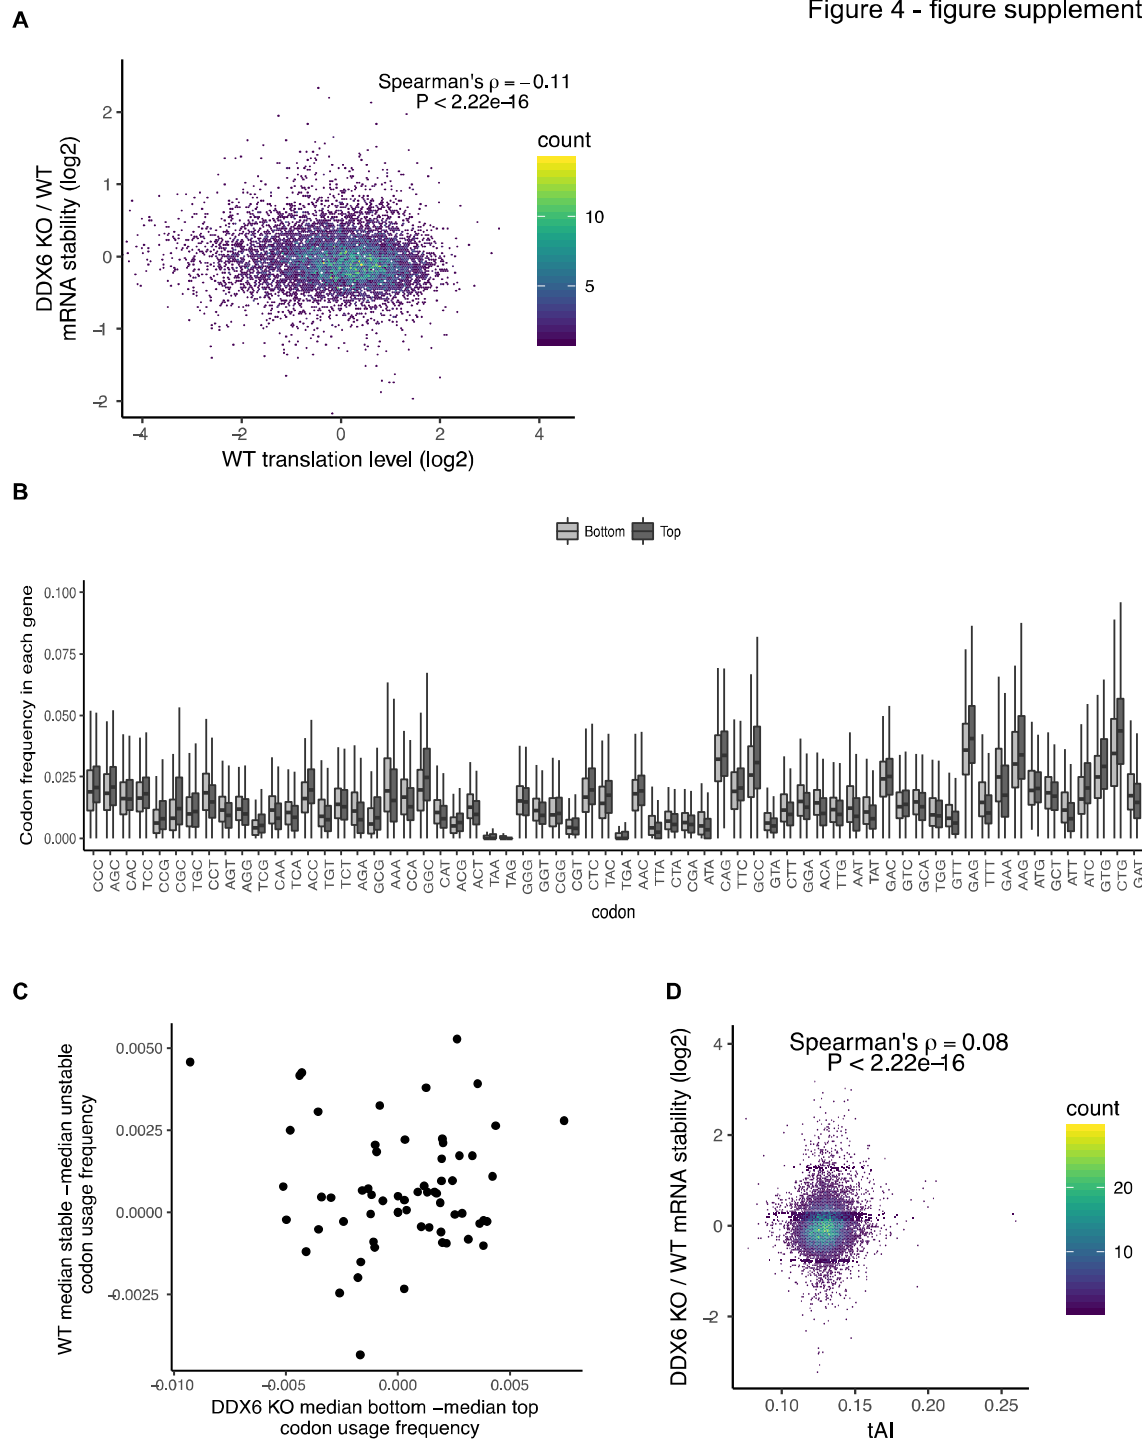 Figure 4 - figure supplement
A
Spearman's ρ = −0.11
P < 2.22e−16
count
10
5
DDX6 KO / WT
mRNA stability (log2)
2
1
0
−1
−2
−4
−2
0
2
4
WT translation level (log2)
B
Bottom
Top
Codon frequency in each gene
0.100
0.075
0.050
0.025
0.000
CCC AGC CAC TCC CCG CGC TGC CCT AGT AGG TCG CAA TCA ACC TGT TCT AGA GCG AAA CCA GGC CAT ACG ACT TAA TAG GGG GGT CGG CGT CTC TAC TGA AAC TTA CTA CGA ATA CAG TTC GCC GTA CTT GGA ACA TTG AAT TAT GAC GTC GCA TGG GTT GAG TTT GAA AAG ATG GCT ATT ATC GTG CTG GAT
codon
C
WT median stable −median unstable
codon usage frequency
0.0050
0.0025
0.0000
−0.0025
−0.010
−0.005
0.000
0.005
DDX6 KO median bottom −median top
codon usage frequency
D
Spearman's ρ = 0.08
P < 2.22e−16
DDX6 KO / WT mRNA stability (log2)
4
2
0
−2
0.10
0.15
0.20
0.25
tAI
count
20
10